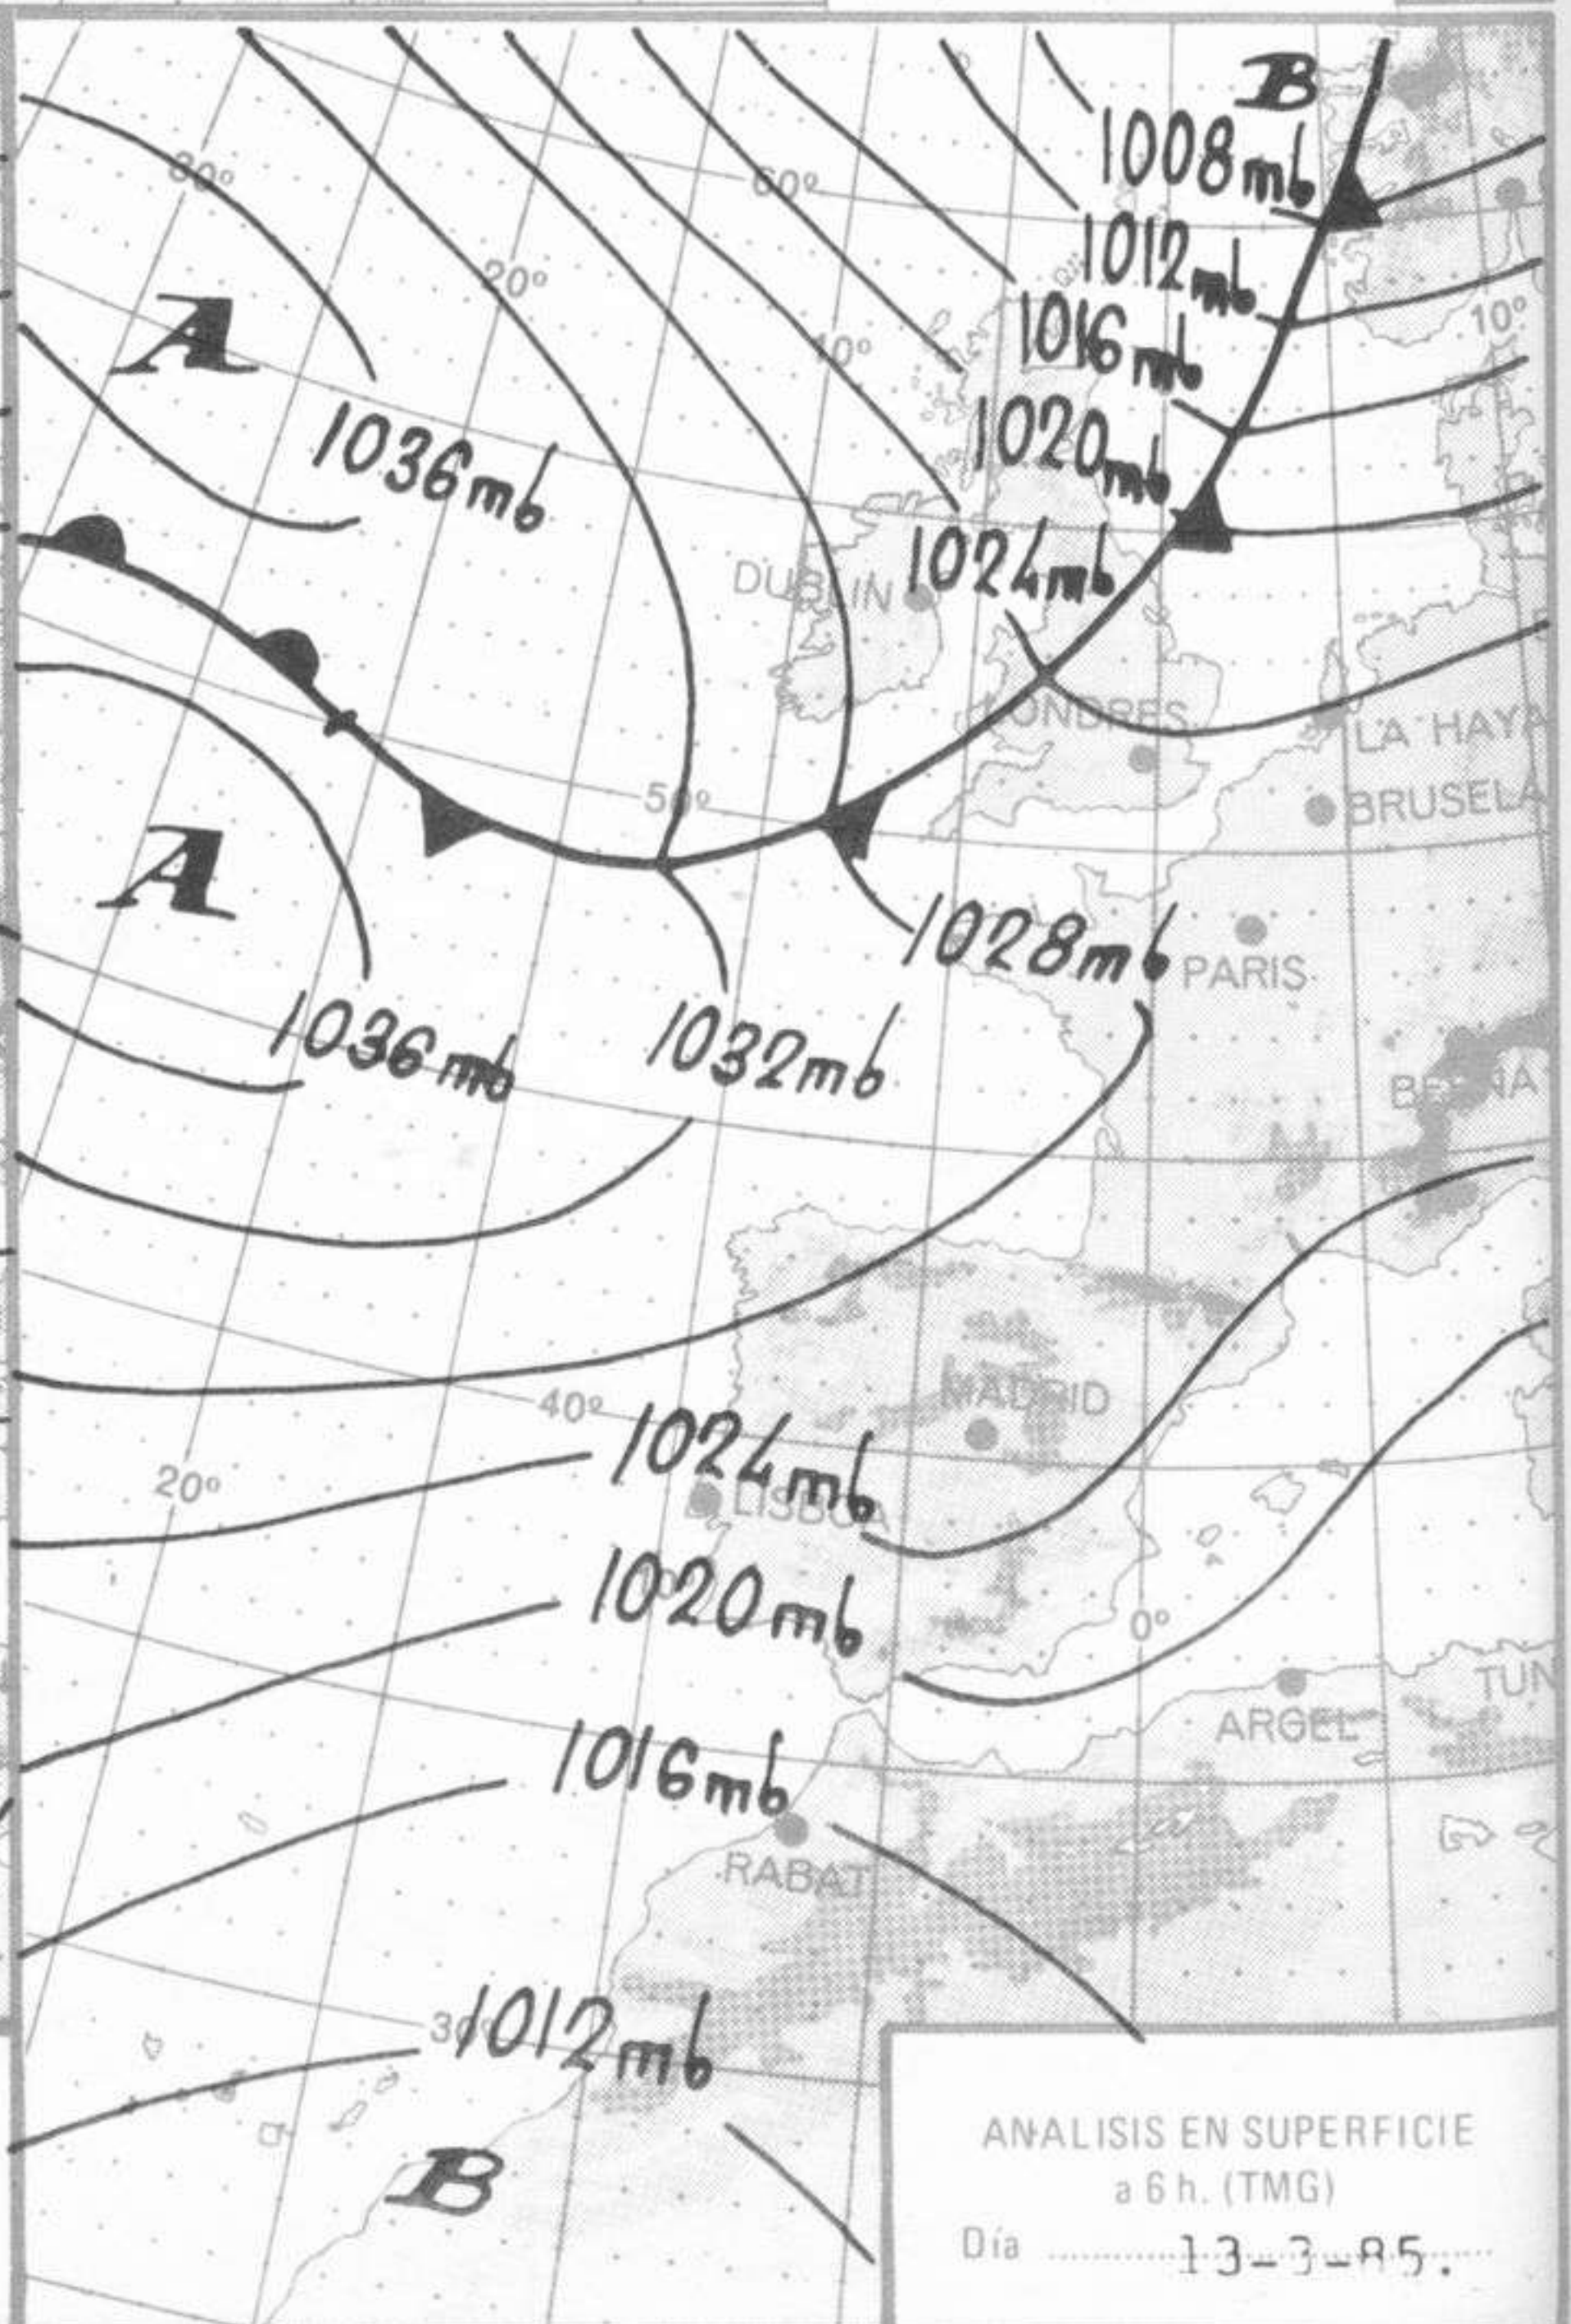 B
1008mb
60°
1012mb
20°
1016mb
10°
A
1020mb
1036mb
1024mb
DUBLIN
LONDRES
LA HAYA
50°
BRUSELA
A
1028mb
PARIS
1036mb
1032mb
BERNA
MADRID
40°
1024mb
20°
LISBOA
1020mb
0°
TUN
ARGEL
1016mb
RABAT
30°
1012mb
B
ANALISIS EN SUPERFICIE
a 6 h. (TMG)
Día 13-3-85.